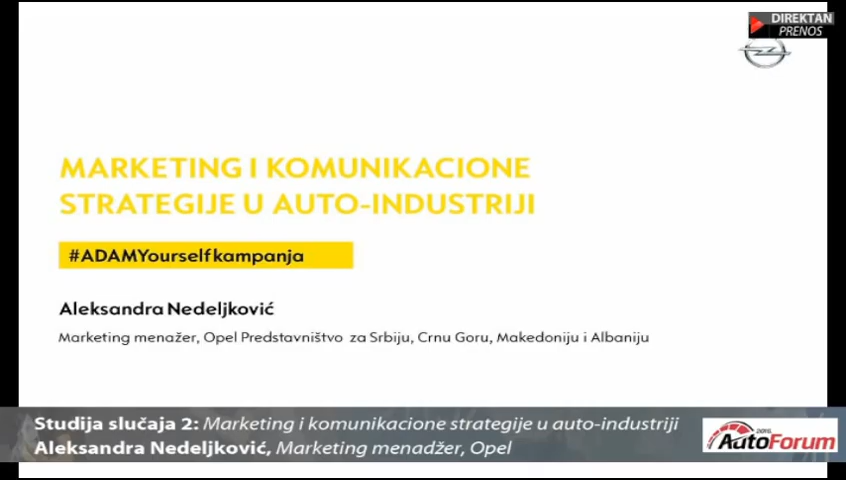 DIREKTAN
PRENOS
MARKETING I KOMUNIKACIONE
STRATEGIJE U AUTO-INDUSTRIJI
#ADAMYourselfkampanja
Aleksandra Nedeljković
Marketing menažer, Opel Predstavništvo za Srbiju, Crnu Goru, Makedoniju i Albaniju
Studija slučaja 2: Marketing i komunikacione strategije u auto-industriji
Aleksandra Nedeljković, Marketing menadžer, Opel
AutoForum